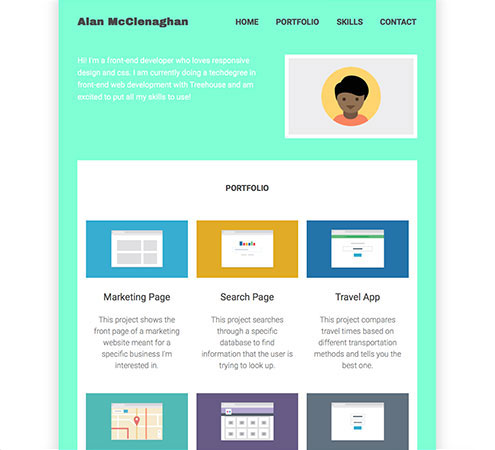 Alan McClenaghan
HOME PORTFOLIO SKILLS CONTACT
Hi! I'm a front-end developer who loves responsive
design and css. I am currently doing a techdegree in
front-end web development with Treehouse and am
excited to put all my skills to use!
PORTFOLIO
Marketing Page
This project shows the
front page of a marketing
website meant for a
specific business I'm
interested in.
Search Page
This project searches
through a specific
database to find
information that the user is
trying to look up.
Travel App
This project compares
travel times based on
different transportation
methods and tells you the
best one.